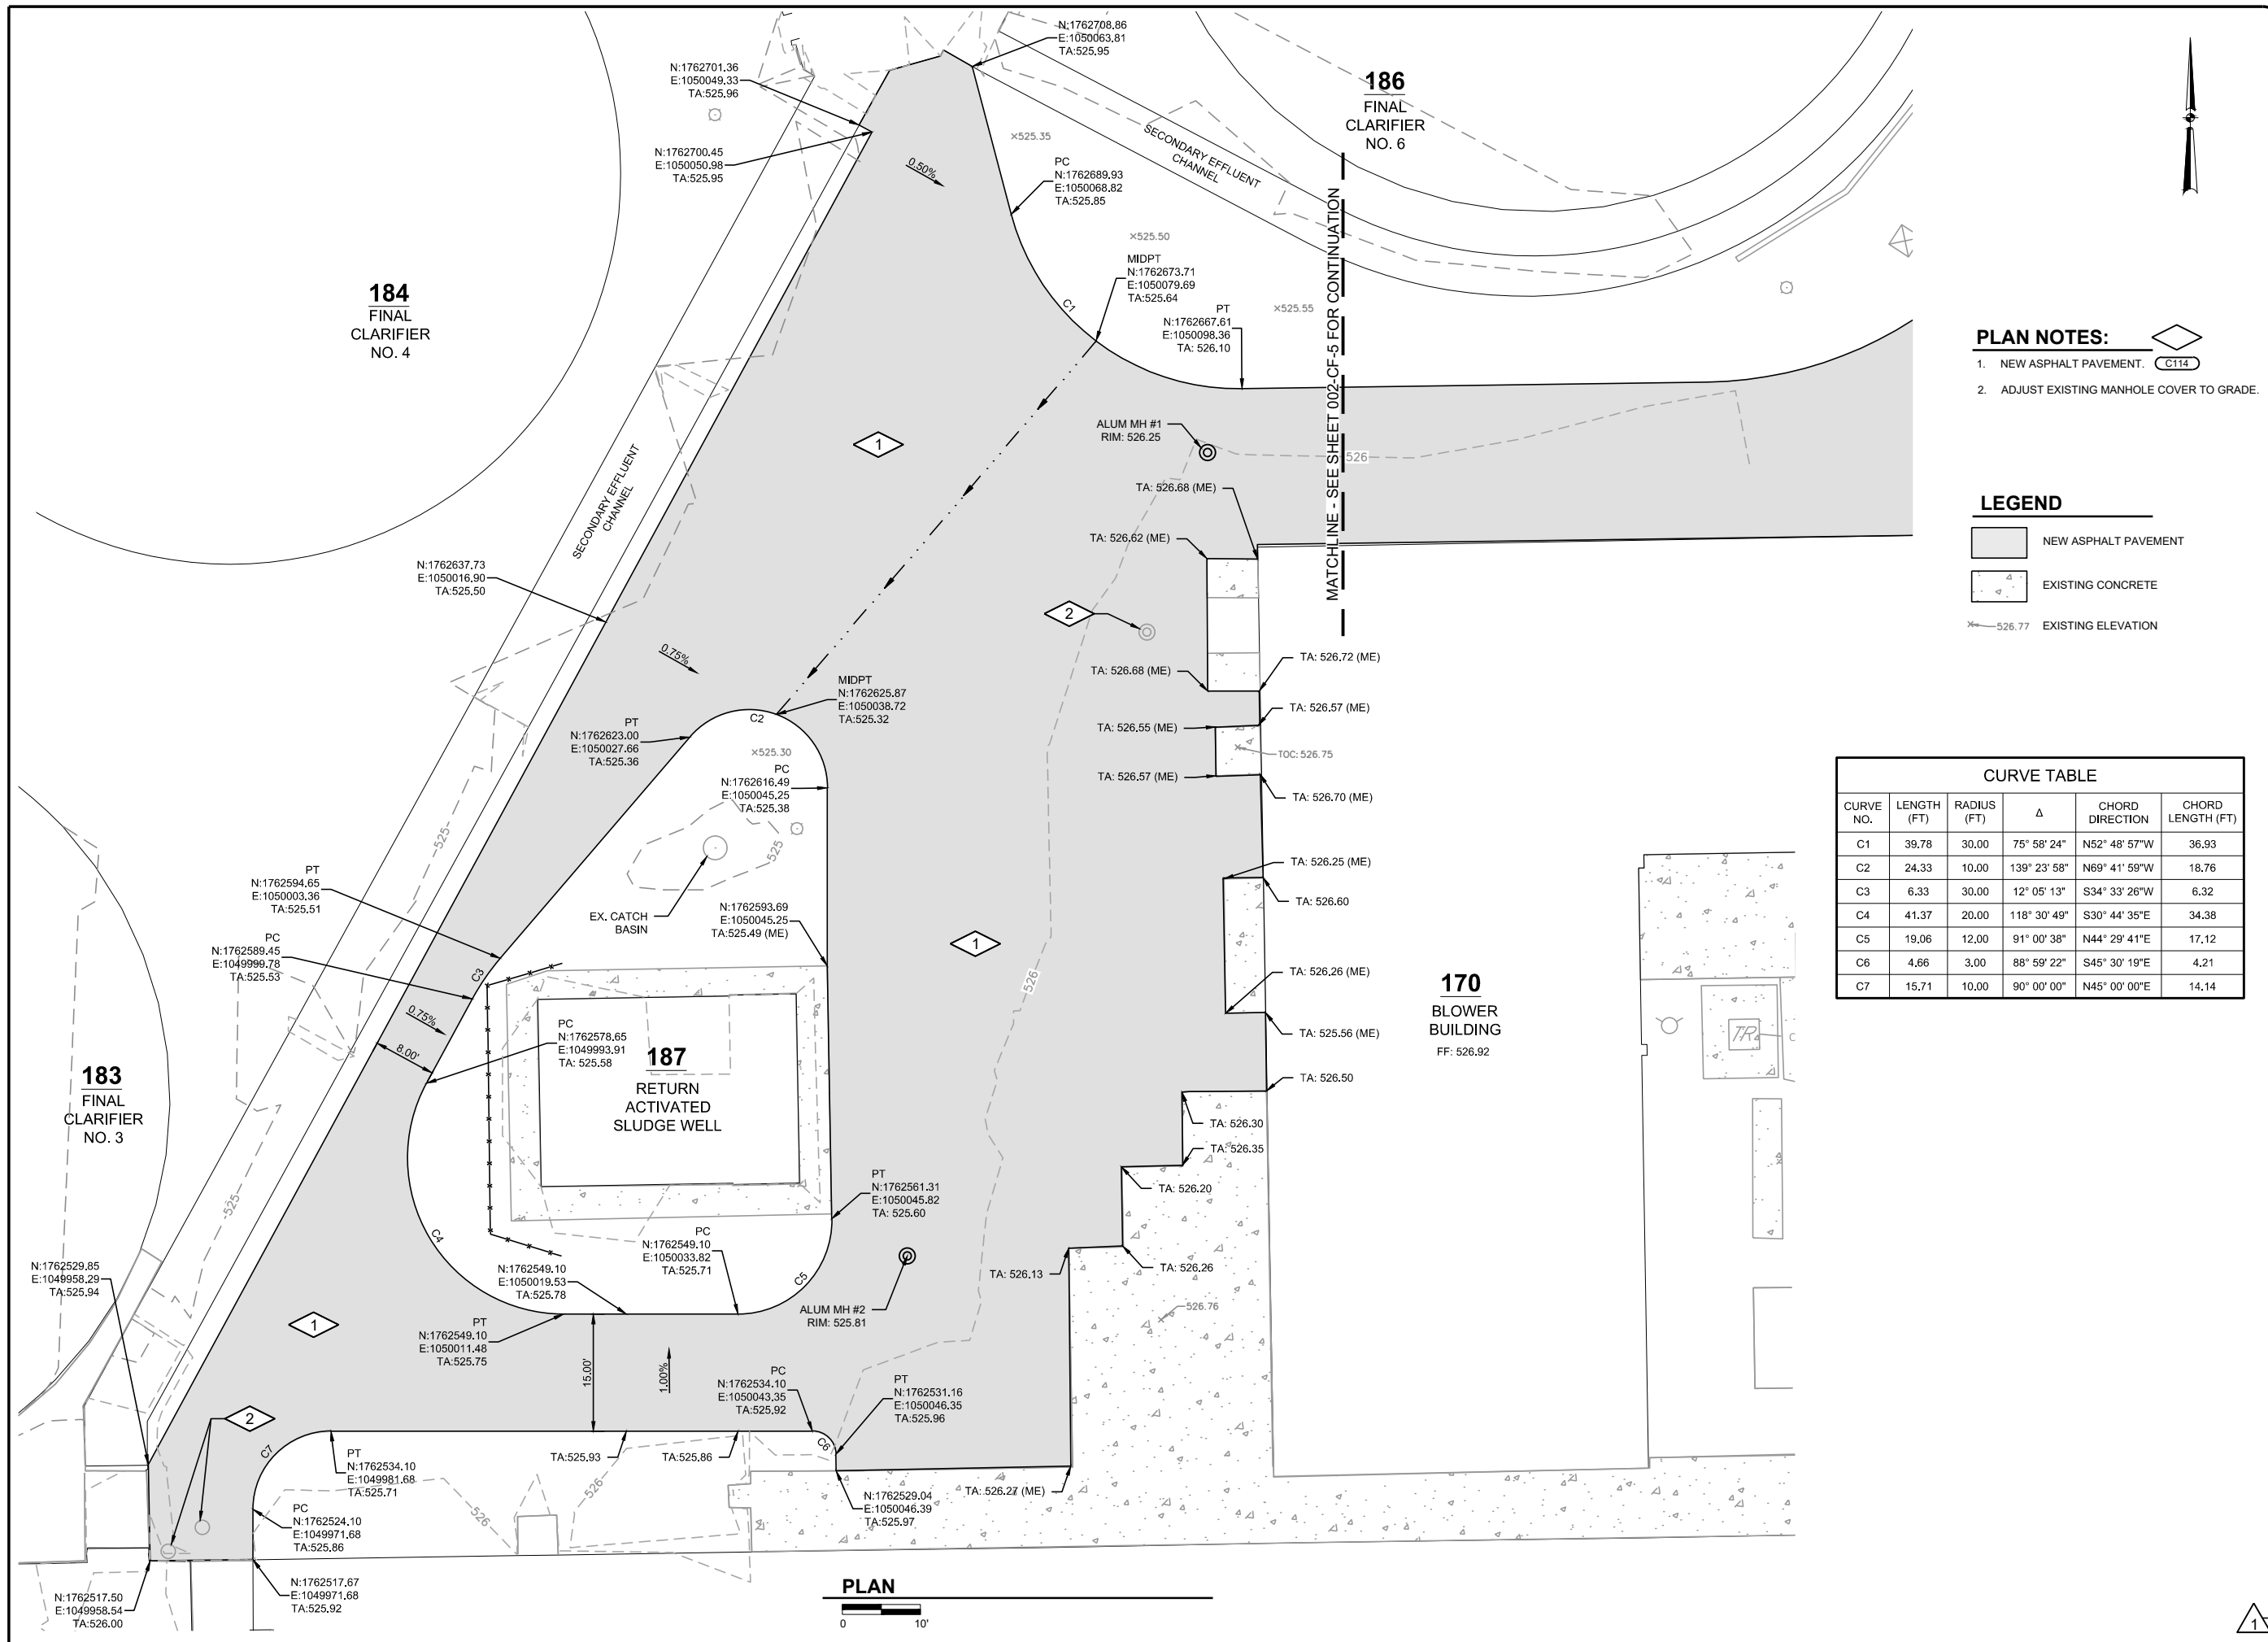 N:1762708.86
E:1050063.81
TA:525.95
N:1762701.36
E:1050049.33
TA:525.96
N:1762700.45
E:1050050.98
TA:525.95
0.50%
×525.35
186
FINAL
CLARIFIER
NO. 6
SECONDARY EFFLUENT
CHANNEL
PC
N:1762689.93
E:1050068.82
TA:525.85
×525.50
MIDPT
N:1762673.71
E:1050079.69
TA:525.64
C1
×525.55
PT
N:1762667.61
E:1050098.36
TA: 526.10
MATCHLINE - SEE SHEET 002-CF-5 FOR CONTINUATION
184
FINAL
CLARIFIER
NO. 4
PLAN NOTES:
1. NEW ASPHALT PAVEMENT. C114
2. ADJUST EXISTING MANHOLE COVER TO GRADE.
1
ALUM MH #1
RIM: 526.25
526
SECONDARY EFFLUENT
CHANNEL
TA: 526.68 (ME)
TA: 526.62 (ME)
LEGEND
NEW ASPHALT PAVEMENT
EXISTING CONCRETE
526.77 EXISTING ELEVATION
N:1762637.73
E:1050016.90
TA:525.50
2
0.75%
TA: 526.72 (ME)
TA: 526.68 (ME)
MIDPT
N:1762625.87
E:1050038.72
TA:525.32
C2
PT
N:1762623.00
E:1050027.66
TA:525.36
TA: 526.57 (ME)
TA: 526.55 (ME)
TOC: 526.75
TA: 526.57 (ME)
TA: 526.70 (ME)
×525.30
PC
N:1762616.49
E:1050045.25
TA:525.38
525
525
CURVE TABLE
CURVE NO. LENGTH (FT) RADIUS (FT) Δ CHORD DIRECTION CHORD LENGTH (FT)
C1 39.78 30.00 75° 58' 24" N52° 48' 57"W 36.93
C2 24.33 10.00 139° 23' 58" N69° 41' 59"W 18.76
C3 6.33 30.00 12° 05' 13" S34° 33' 26"W 6.32
C4 41.37 20.00 118° 30' 49" S30° 44' 35"E 34.38
C5 19.06 12.00 91° 00' 38" N44° 29' 41"E 17.12
C6 4.66 3.00 88° 59' 22" S45° 30' 19"E 4.21
C7 15.71 10.00 90° 00' 00" N45° 00' 00"E 14.14
PT
N:1762594.65
E:1050003.36
TA:525.51
PC
N:1762589.45
E:1049999.78
TA:525.53
EX. CATCH
BASIN
N:1762593.69
E:1050045.25
TA:525.49 (ME)
TA: 526.25 (ME)
TA: 526.60
1
526
TA: 526.26 (ME)
TA: 525.56 (ME)
TA: 526.50
170
BLOWER
BUILDING
FF: 526.92
TR
C
C3
0.75%
8.00'
PC
N:1762578.65
E:1049993.91
TA: 525.58
187
RETURN
ACTIVATED
SLUDGE WELL
183
FINAL
CLARIFIER
NO. 3
525
TA: 526.30
TA: 526.35
TA: 526.20
TA: 526.26
TA: 526.13
526.76
PT
N:1762561.31
E:1050045.82
TA: 525.60
C4
PC
N:1762549.10
E:1050033.82
TA:525.71
N:1762549.10
E:1050019.53
TA:525.78
C5
ALUM MH #2
RIM: 525.81
N:1762529.85
E:1049958.29
TA:525.94
1
PT
N:1762549.10
E:1050011.48
TA:525.75
15.00'
1.00%
PC
N:1762534.10
E:1050043.35
TA:525.92
PT
N:1762531.16
E:1050046.35
TA:525.96
2
C7
C6
TA:525.93
TA:525.86
PT
N:1762534.10
E:1049981.68
TA:525.71
526
526
N:1762529.04
E:1050046.39
TA:525.97
TA: 526.27 (ME)
PC
N:1762524.10
E:1049971.68
TA:525.86
N:1762517.67
E:1049971.68
TA:525.92
N:1762517.50
E:1049958.54
TA:526.00
PLAN
0 10'
1